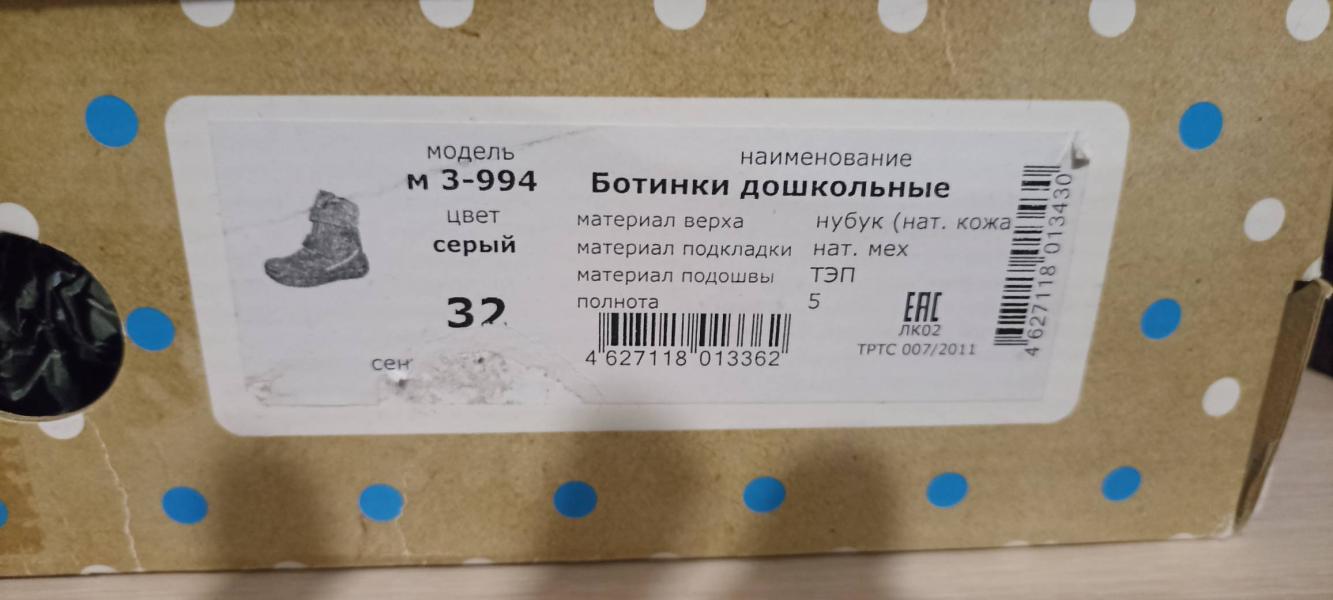 модель
м 3-994
цвет
серый
32
наименование
Ботинки дошкольные
материал верха нубук (нат. кожа
материал подкладки нат. мех
материал подошвы ТЭП
полнота 5
4 627118 013362
ЕАС
ЛК02
ТРТС 007/2011
4 627118 013430